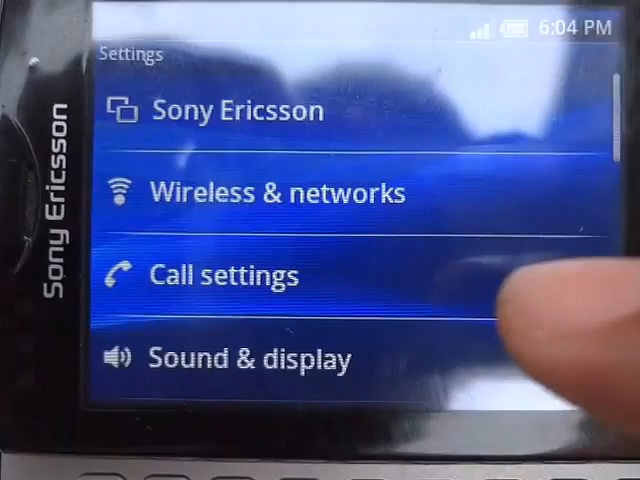 6:04 PM
Settings
Sony Ericsson
Sony Ericsson
Wireless & networks
Call settings
Sound & display